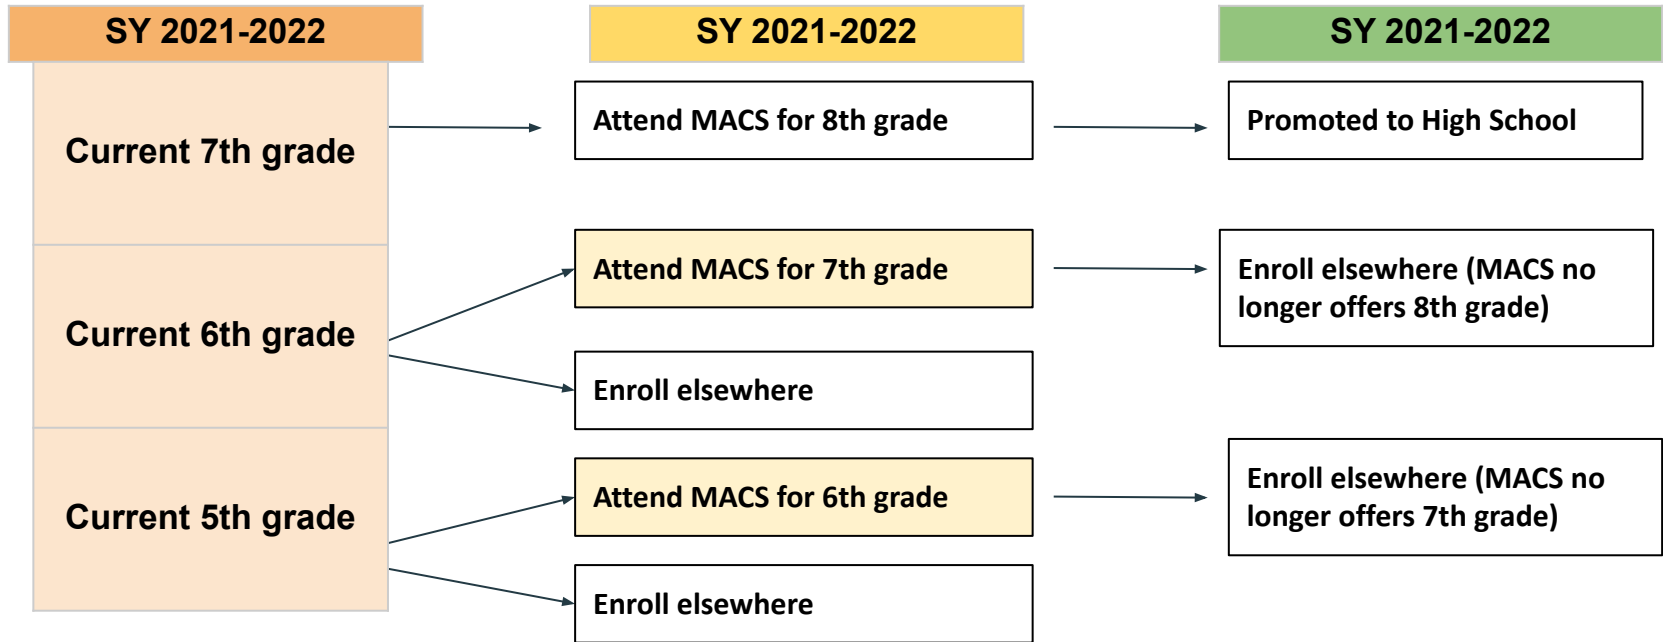 SY 2021-2022
SY 2021-2022
SY 2021-2022
Current 7th grade
Attend MACS for 8th grade
Promoted to High School
Current 6th grade
Attend MACS for 7th grade
Enroll elsewhere (MACS no
longer offers 8th grade)
Enroll elsewhere
Current 5th grade
Attend MACS for 6th grade
Enroll elsewhere (MACS no
longer offers 7th grade)
Enroll elsewhere